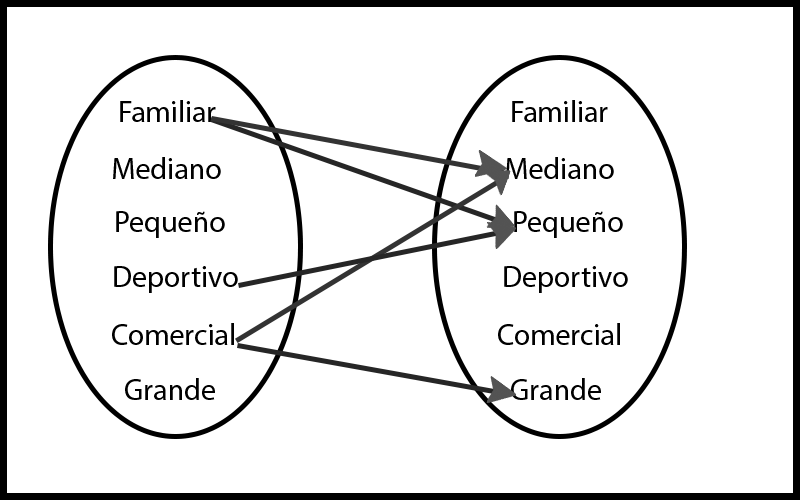 Familiar
Mediano
Pequeño
Deportivo
Comercial
Grande
Familiar
Mediano
Pequeño
Deportivo
Comercial
Grande